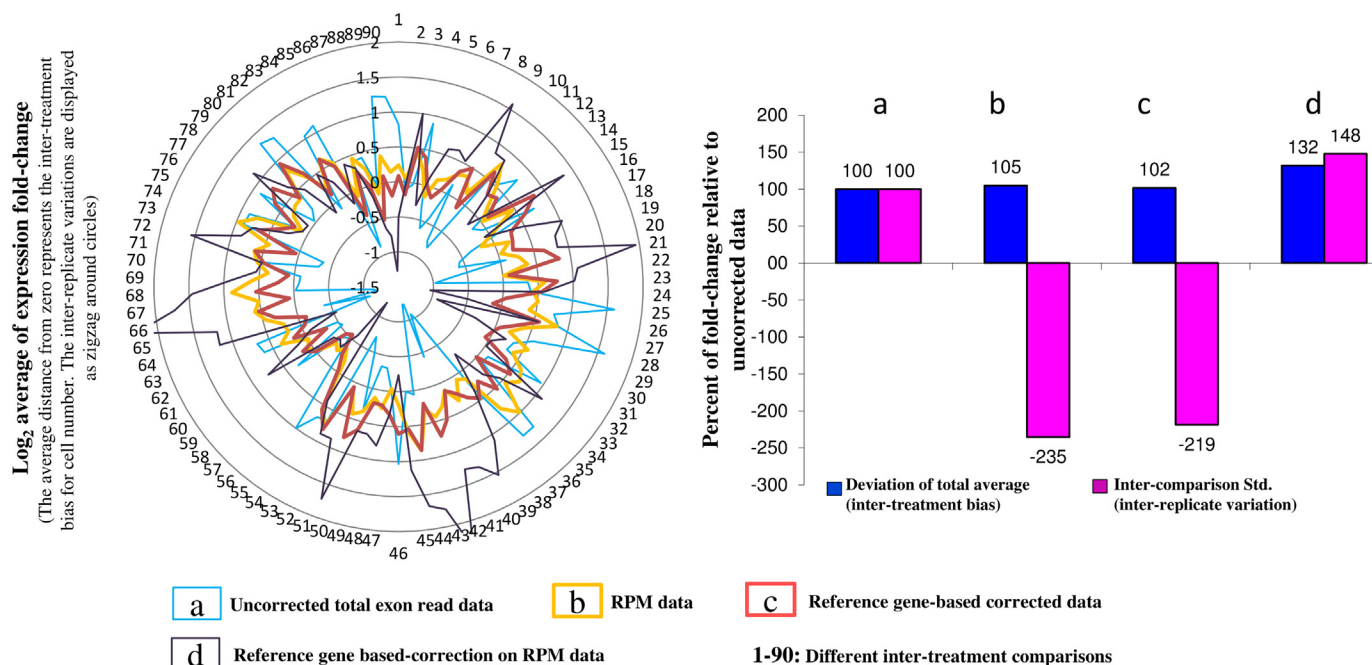 Log2 average of expression fold-change
(The average distance from zero represents the inter-treatment
bias for cell number. The inter-replicate variations are displayed
as zigzag around circles)
1 2 3 4 5 6 7 8 9 10 11 12 13 14 15 16 17 18 19 20 21 22 23 24 25 26 27 28 29 30 31 32 33 34 35 36 37 38 39 40 41 42 43 44 45 46 47 48 49 50 51 52 53 54 55 56 57 58 59 60 61 62 63 64 65 66 67 68 69 70 71 72 73 74 75 76 77 78 79 80 81 82 83 84 85 86 87 88 89 90
2
1.5
1
0.5
0
-0.5
-1
-1.5
Percent of fold-change relative to
uncorrected data
200
150
100
50
00
-50
-100
-150
-200
-250
-300
a b c d
100 100 105 -235 102 -219 132 148
Deviation of total average
(inter-treatment bias)
Inter-comparison Std.
(inter-replicate variation)
a Uncorrected total exon read data
b RPM data
c Reference gene-based corrected data
d Reference gene based-correction on RPM data
1-90: Different inter-treatment comparisons